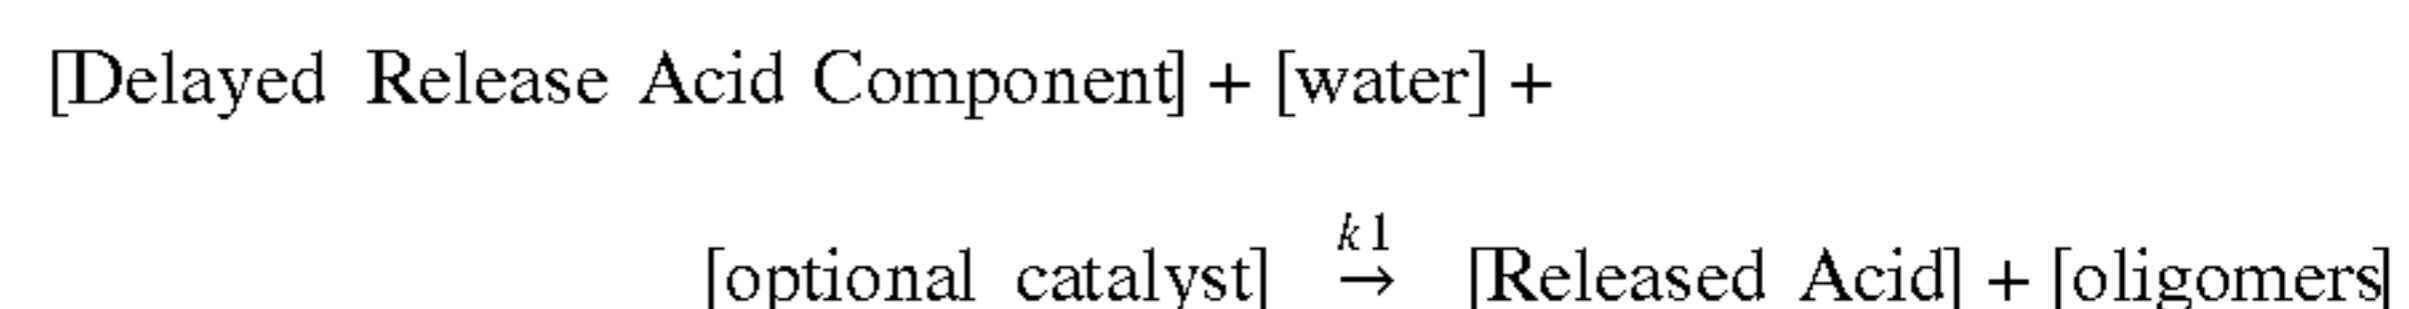 [Delayed Release Acid Component] + [water] +
k1
[optional catalyst] → [Released Acid] + [oligomers]